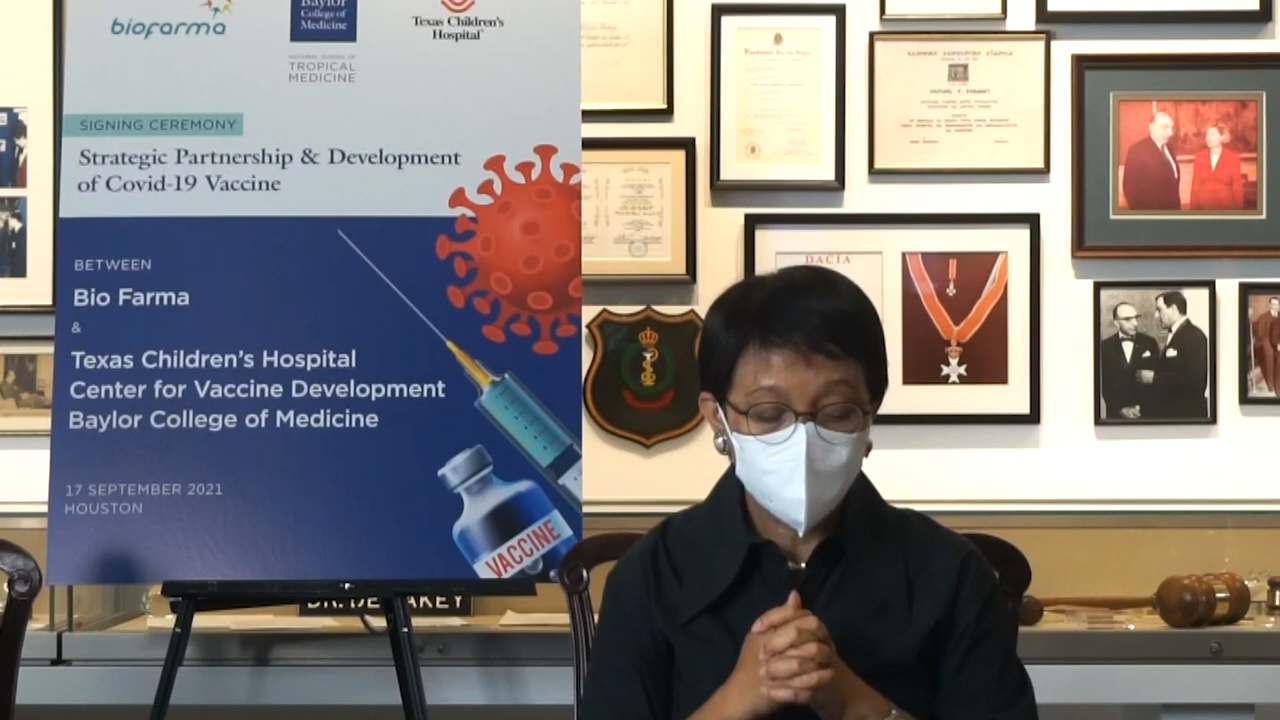 biofarma
Baylor
College of
Medicine
Texas Children's
Hospital
NATIONAL SCHOOL OF
TROPICAL
MEDICINE
SIGNING CEREMONY
Strategic Partnership & Development
of Covid-19 Vaccine
BETWEEN
Bio Farma
&
Texas Children's Hospital
Center for Vaccine Development
Baylor College of Medicine
17 SEPTEMBER 2021
HOUSTON
VACCINE
DACIA